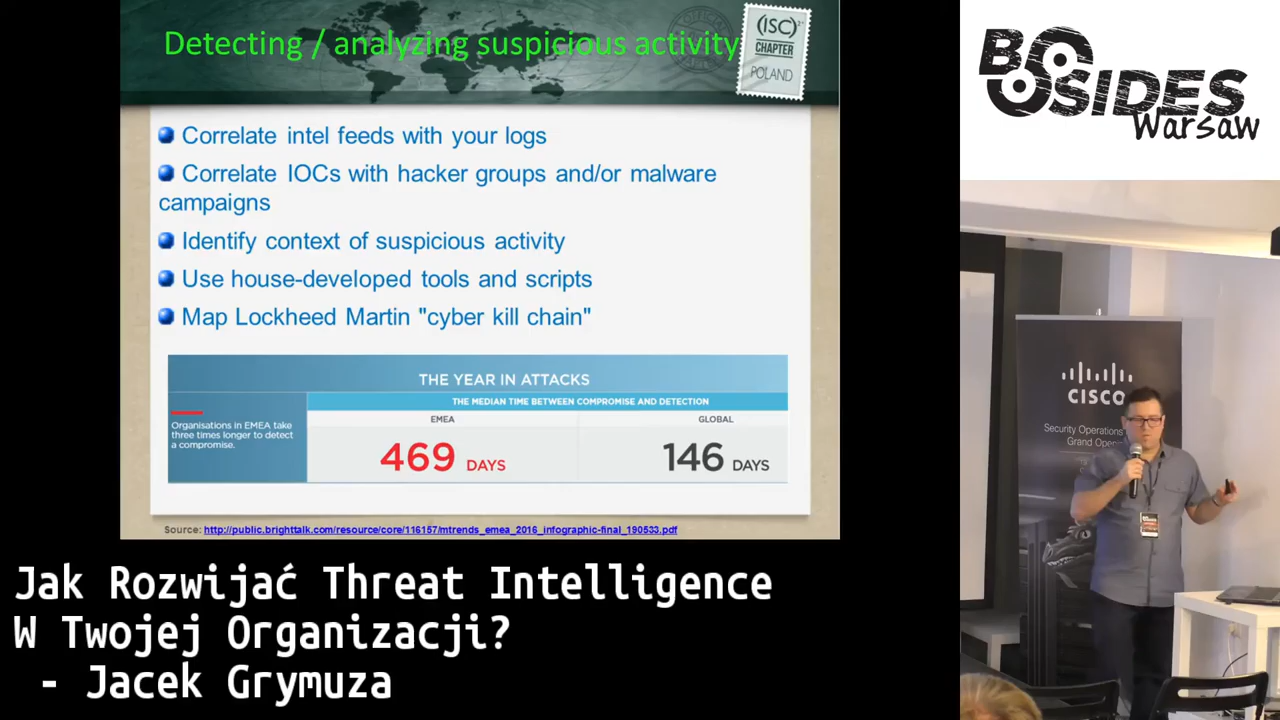 Detecting / analyzing suspicious activity
(ISC)²
CHAPTER
POLAND
Correlate intel feeds with your logs
Correlate IOCs with hacker groups and/or malware
campaigns
Identify context of suspicious activity
Use house-developed tools and scripts
Map Lockheed Martin "cyber kill chain"
THE YEAR IN ATTACKS
THE MEDIAN TIME BETWEEN COMPROMISE AND DETECTION
Organisations in EMEA take
three times longer to detect
a compromise.
EMEA
GLOBAL
469 DAYS
146 DAYS
Source: http://public.brighttalk.com/resource/core/116157/mtrends_emea_2016_infographic-final_190533.pdf
BSIDES
Warsaw
CISCO
Security Operations
Grand
Jak Rozwijać Threat Intelligence
W Twojej Organizacji?
- Jacek Grymuza